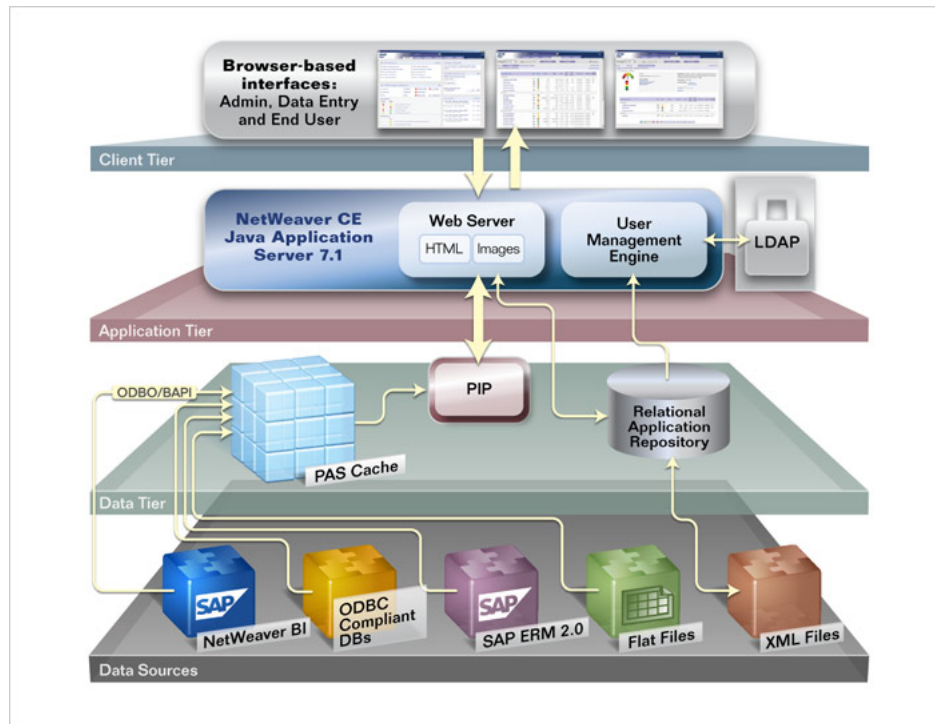 Browser-based
interfaces:
Admin, Data Entry
and End User
Client Tier
NetWeaver CE
Java Application
Server 7.1
Web Server
HTML
Images
User
Management
Engine
LDAP
Application Tier
ODBO/BAPI
PIP
Relational
Application
Repository
PAS Cache
Data Tier
SAP
NetWeaver BI
ODBC
Compliant
DBs
SAP
SAP ERM 2.0
Flat Files
XML Files
Data Sources